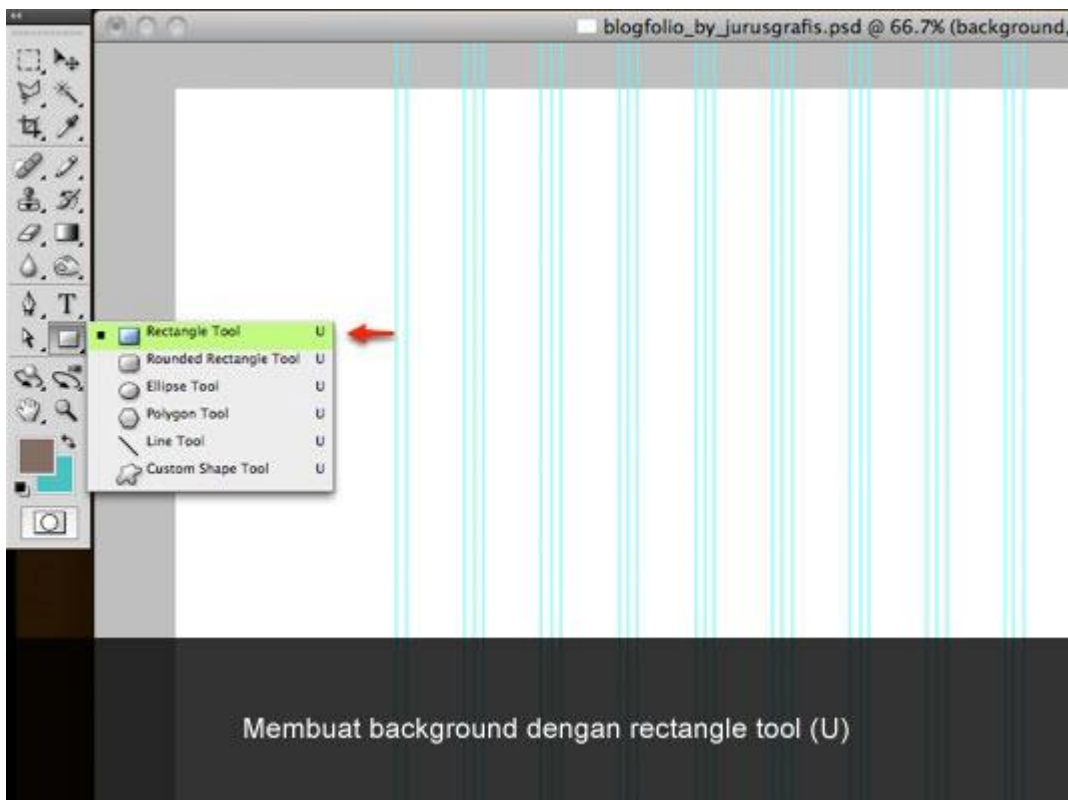 blogfolio_by_jurusgrafis.psd @ 66.7% (background,
T
Rectangle Tool U
Rounded Rectangle Tool U
Ellipse Tool U
Polygon Tool U
Line Tool U
Custom Shape Tool U
Membuat background dengan rectangle tool (U)